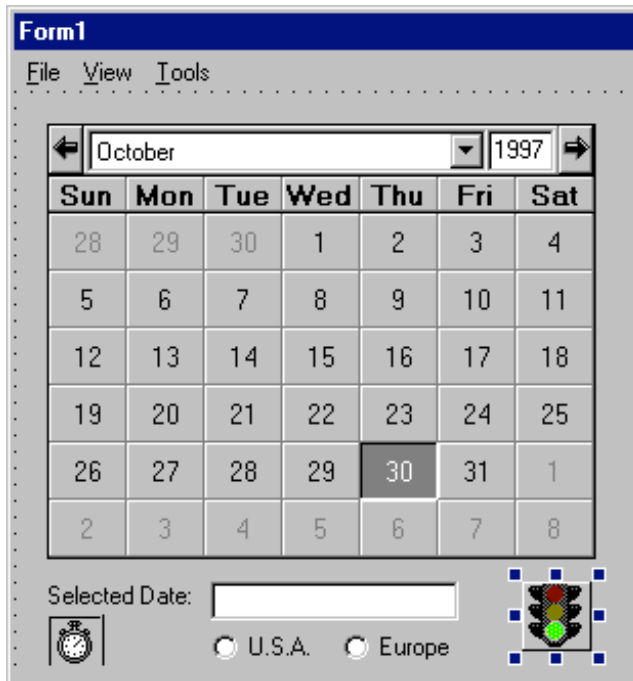 Form1
File View Tools
October 1997
Sun Mon Tue Wed Thu Fri Sat
28 29 30 1 2 3 4
5 6 7 8 9 10 11
12 13 14 15 16 17 18
19 20 21 22 23 24 25
26 27 28 29 30 31 1
2 3 4 5 6 7 8
Selected Date:
U.S.A. Europe